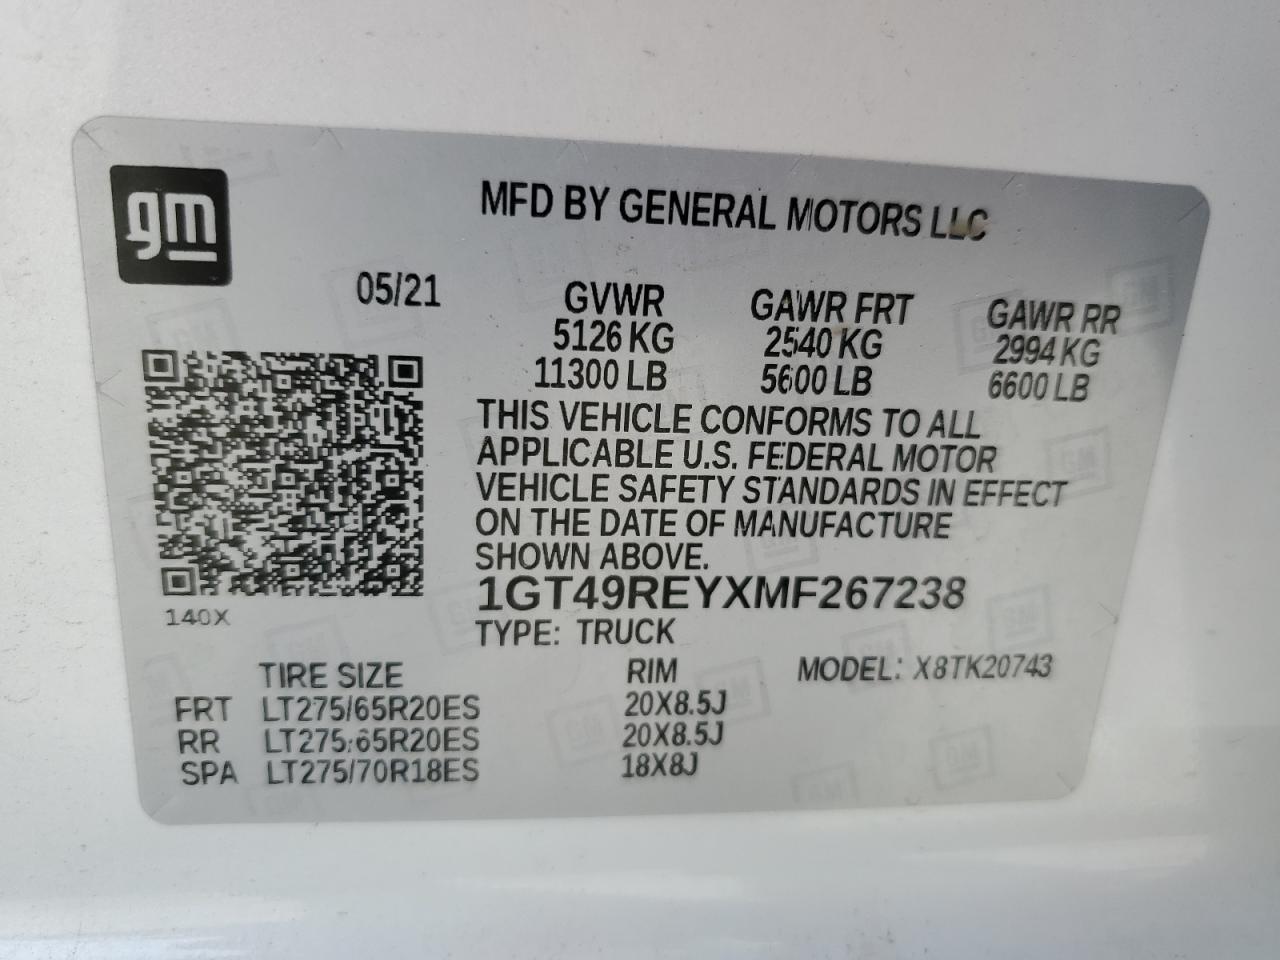 gm
MFD BY GENERAL MOTORS LLC
05/21 GVWR GAWR FRT GAWR RR
5126 KG 2540 KG 2994 KG
11300 LB 5600 LB 6600 LB
THIS VEHICLE CONFORMS TO ALL
APPLICABLE U.S. FEDERAL MOTOR
VEHICLE SAFETY STANDARDS IN EFFECT
ON THE DATE OF MANUFACTURE
SHOWN ABOVE.
1GT49REYXMF267238
140X
TYPE: TRUCK
TIRE SIZE RIM MODEL: X8TK20743
FRT LT275/65R20ES 20X8.5J
RR LT275/65R20ES 20X8.5J
SPA LT275/70R18ES 18X8J